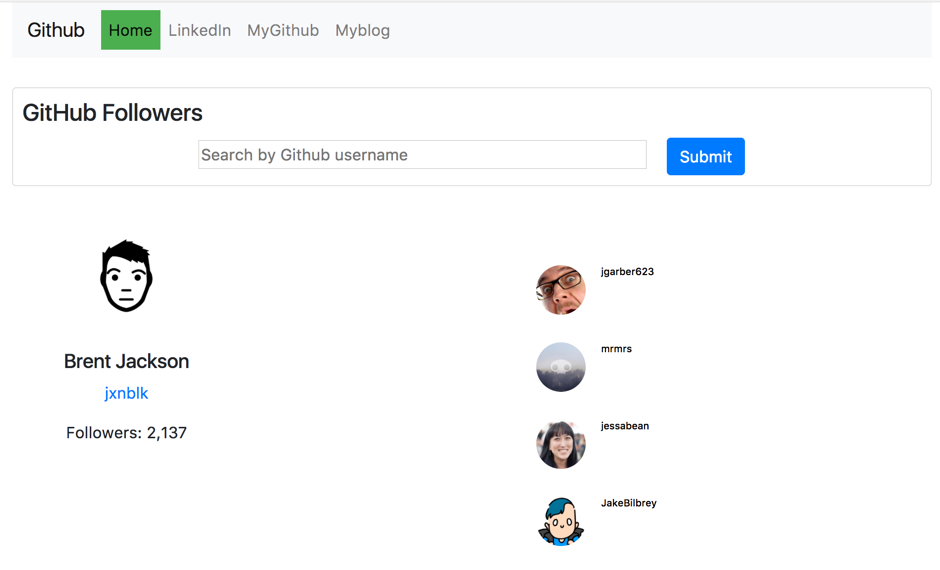 Github Home LinkedIn MyGithub Myblog
GitHub Followers
Search by Github username Submit
Brent Jackson
jxnblk
Followers: 2,137
jgarber623
mrmrs
jessabean
JakeBilbrey